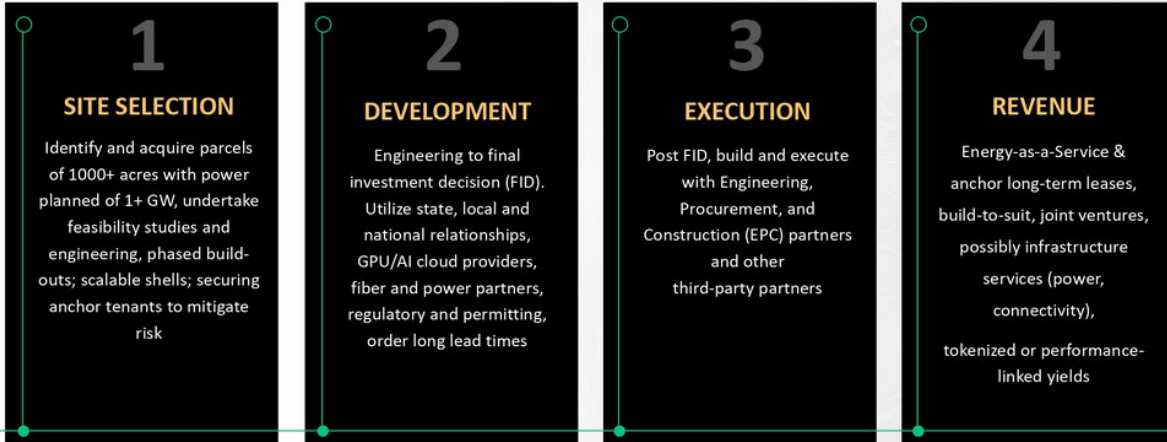 1
SITE SELECTION
Identify and acquire parcels
of 1000+ acres with power
planned of 1+ GW, undertake
feasibility studies and
engineering, phased build-
outs; scalable shells; securing
anchor tenants to mitigate
risk
2
DEVELOPMENT
Engineering to final
investment decision (FID).
Utilize state, local and
national relationships,
GPU/AI cloud providers,
fiber and power partners,
regulatory and permitting,
order long lead times
3
EXECUTION
Post FID, build and execute
with Engineering,
Procurement, and
Construction (EPC) partners
and other
third-party partners
4
REVENUE
Energy-as-a-Service &
anchor long-term leases,
build-to-suit, joint ventures,
possibly infrastructure
services (power,
connectivity),
tokenized or performance-
linked yields